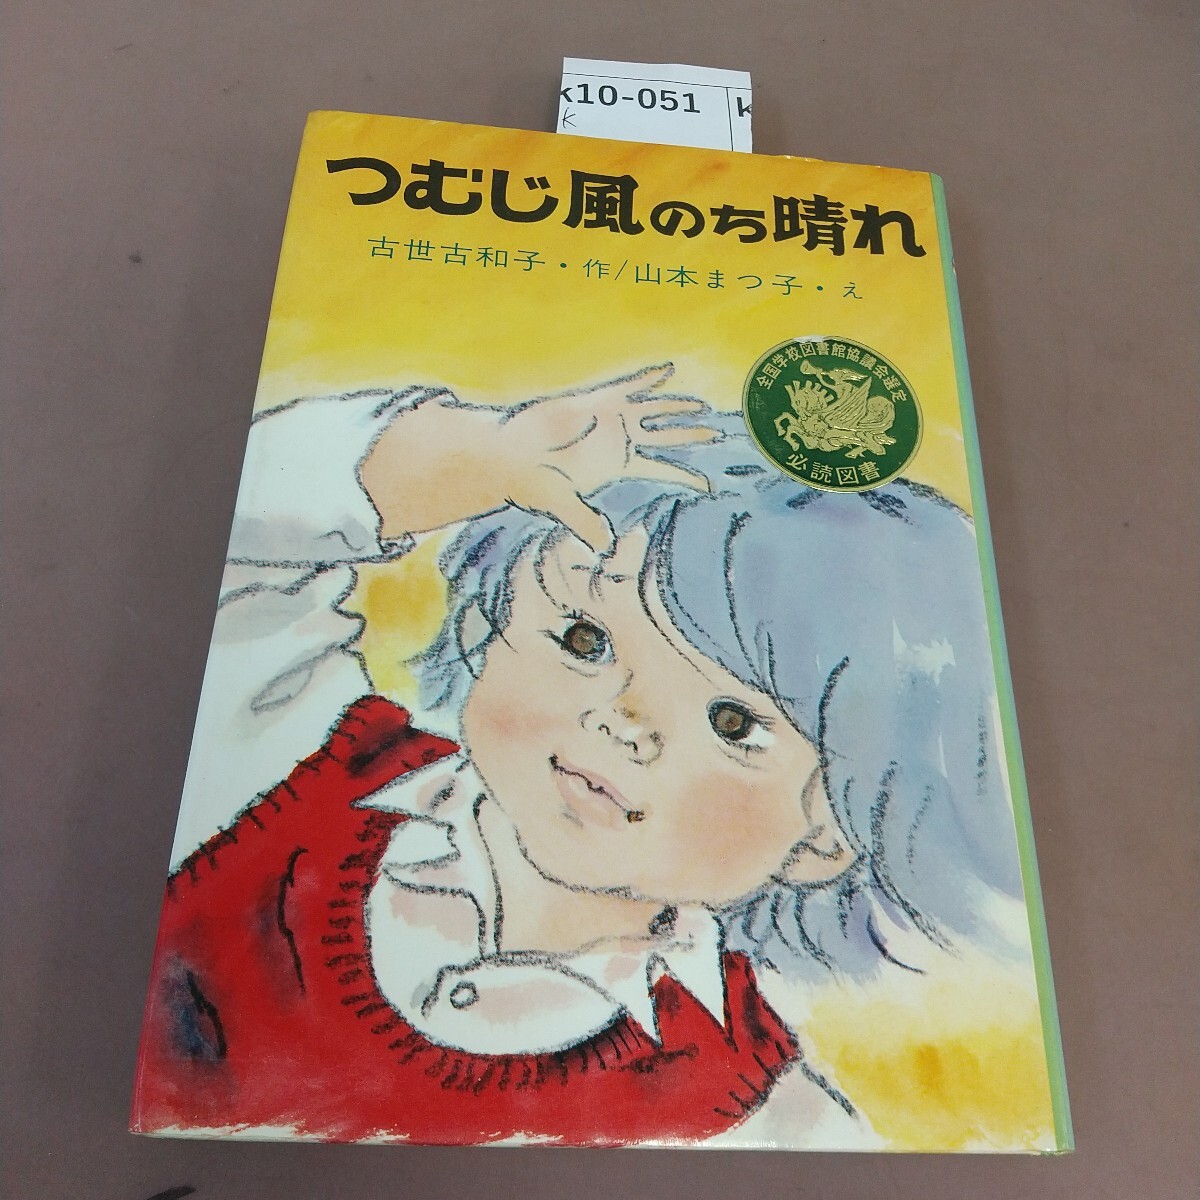 k10-051
K
k
つむじ風のち晴れ
古世古和子・作/山本まつ子・え
全国学校図書館協議会選定
必読図書